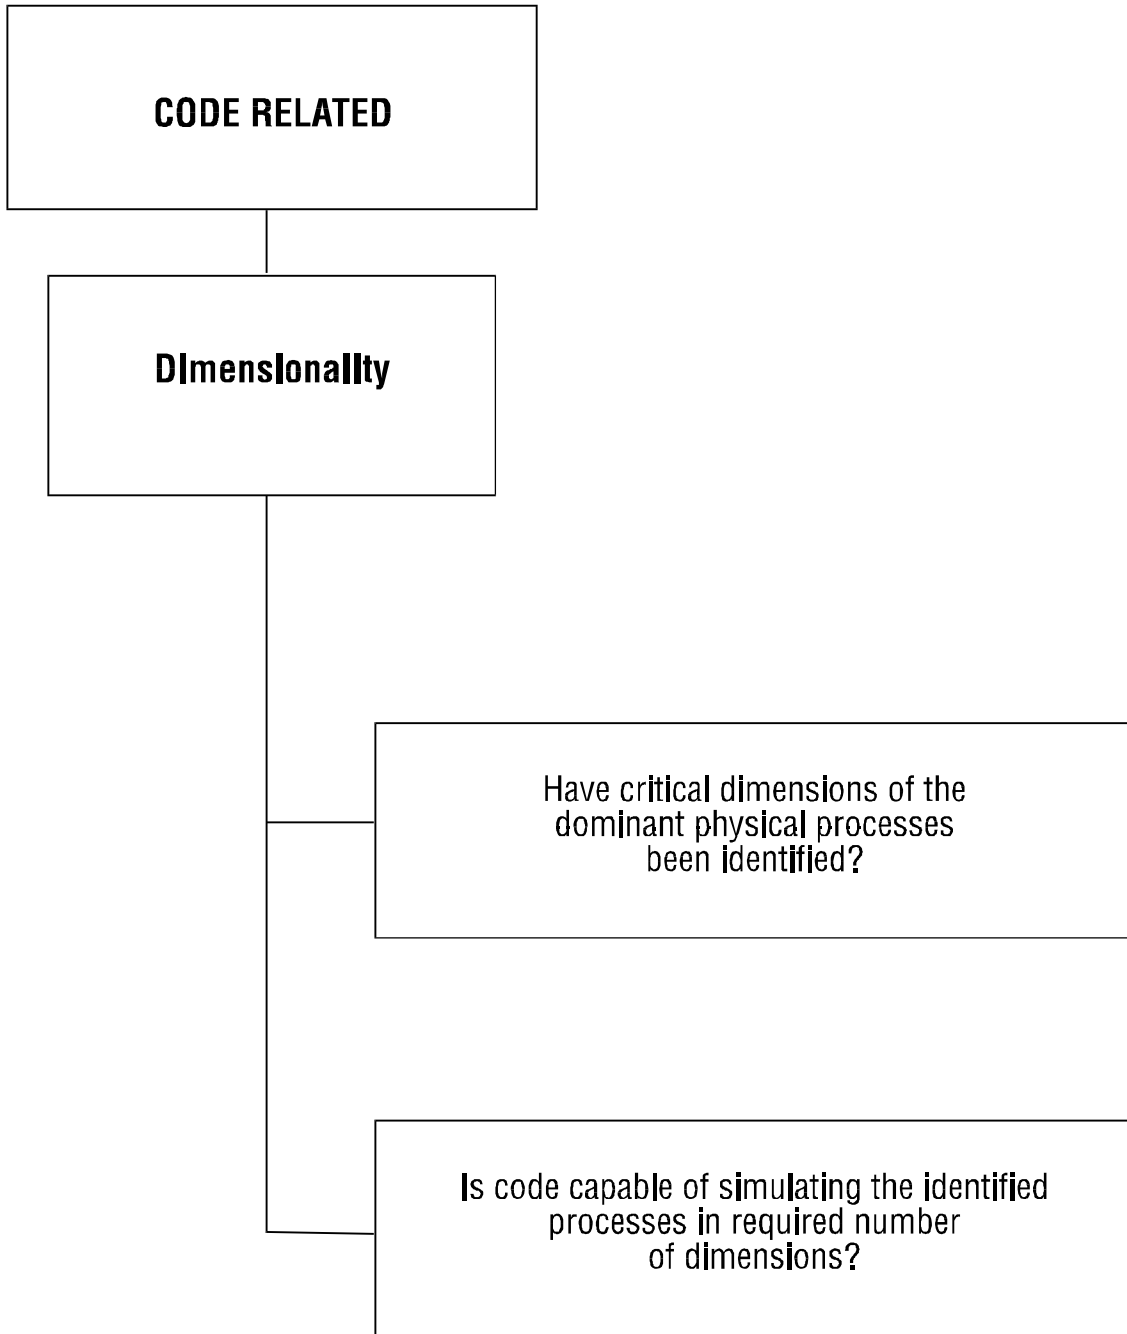 CODE RELATED
Dimensionality
Have critical dimensions of the
dominant physical processes
been identified?
Is code capable of simulating the identified
processes in required number
of dimensions?